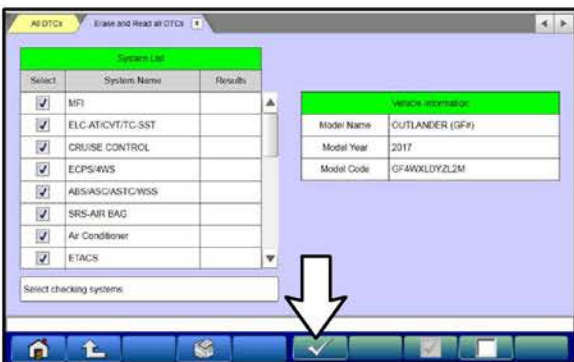 All DTCs
Erase and Read all DTCs
System List
Select System Name Results
MFI
ELC-AT/CVT/TC-SST
CRUISE CONTROL
ECPS/4WS
ABS/ASC/ASTC/WSS
SRS-AIR BAG
Air Conditioner
ETACS
Select checking systems
Vehicle Information
Model Name OUTLANDER (GF#)
Model Year 2017
Model Code GF4WXLDYZL2M